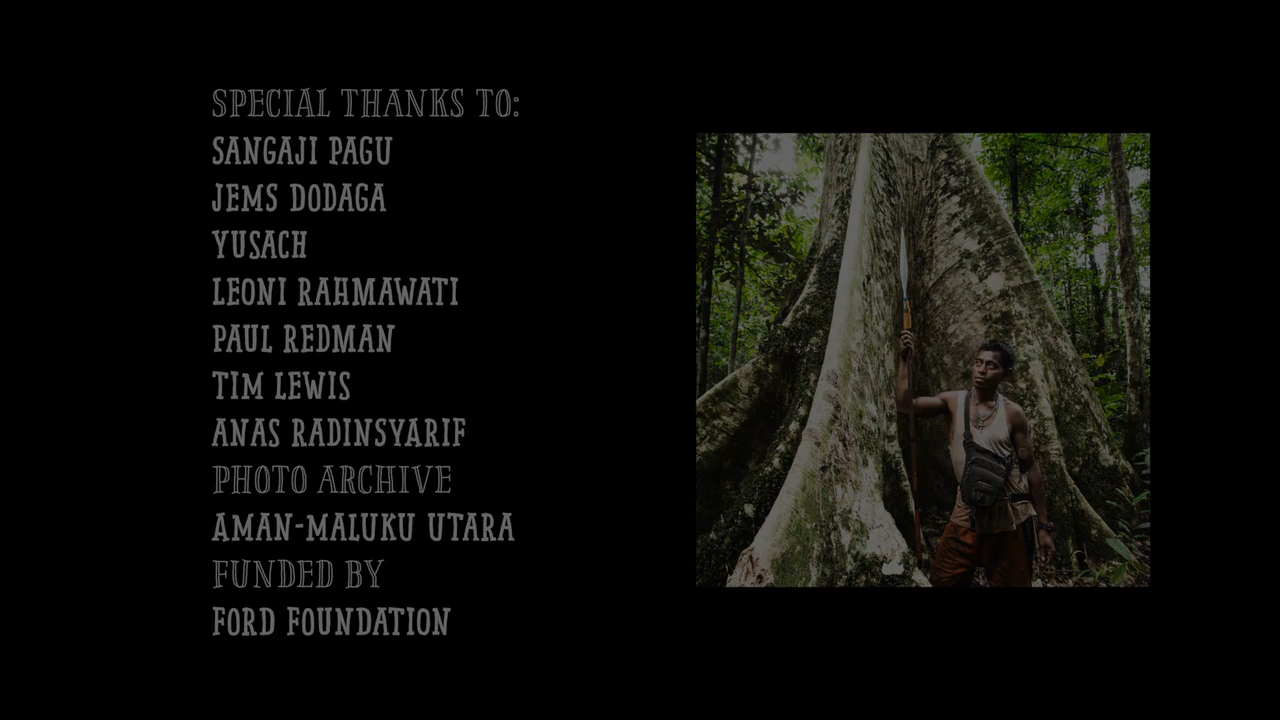 SPECIAL THANKS TO:
SANGAJI PAGU
JEMS DODAGA
YUSACH
LEONI RAHMAWATI
PAUL REDMAN
TIM LEWIS
ANAS RADINSYARIF
PHOTO ARCHIVE
AMAN-MALUKU UTARA
FUNDED BY
FORD FOUNDATION